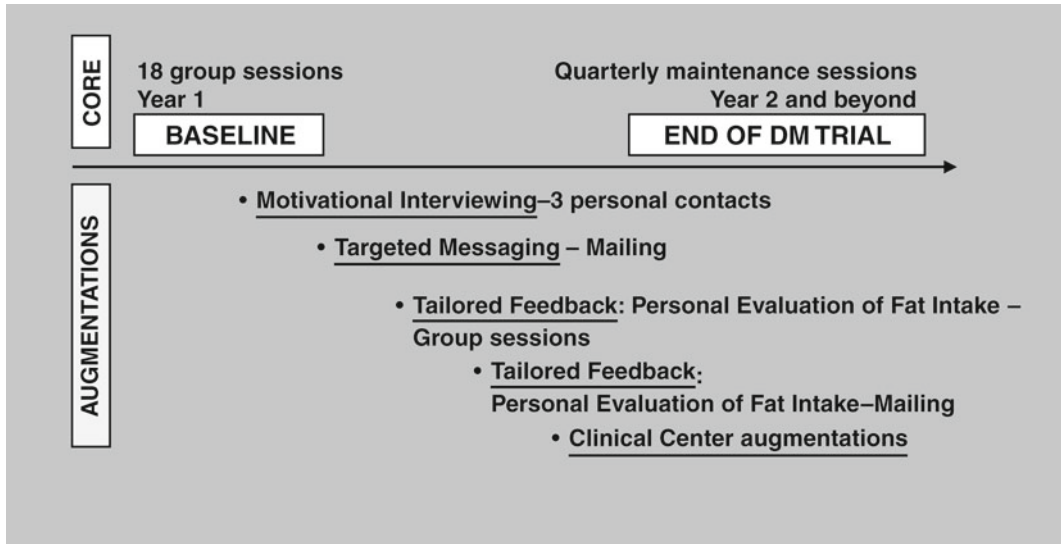 CORE
18 group sessions
Year 1
BASELINE
Quarterly maintenance sessions
Year 2 and beyond
END OF DM TRIAL
AUGMENTATIONS
• Motivational Interviewing–3 personal contacts
• Targeted Messaging – Mailing
• Tailored Feedback: Personal Evaluation of Fat Intake –
Group sessions
• Tailored Feedback:
Personal Evaluation of Fat Intake–Mailing
• Clinical Center augmentations